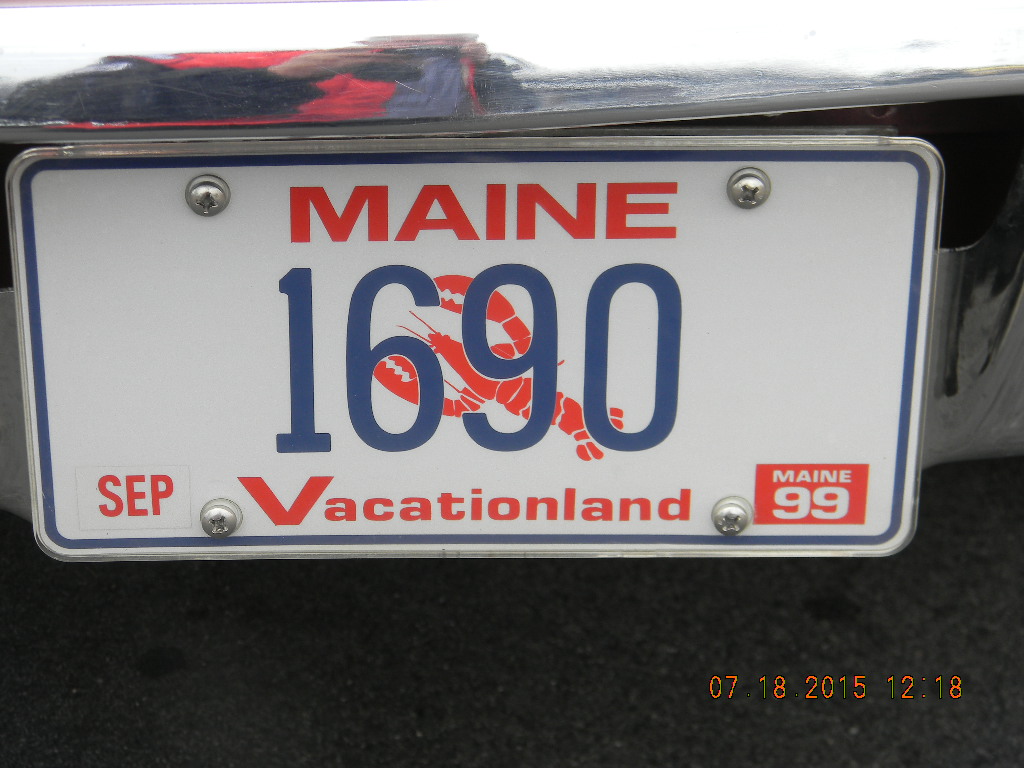 MAINE
1690
SEP
Vacationland
MAINE
99
07.18.2015 12:18